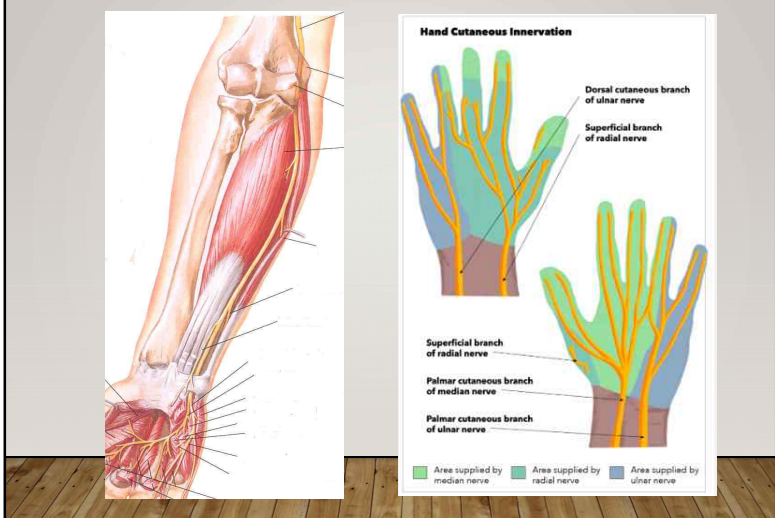 Hand Cutaneous Innervation
Dorsal cutaneous branch
of ulnar nerve
Superficial branch
of radial nerve
Superficial branch
of radial nerve
Palmar cutaneous branch
of median nerve
Palmar cutaneous branch
of ulnar nerve
Area supplied by
median nerve
Area supplied by
radial nerve
Area supplied by
ulnar nerve